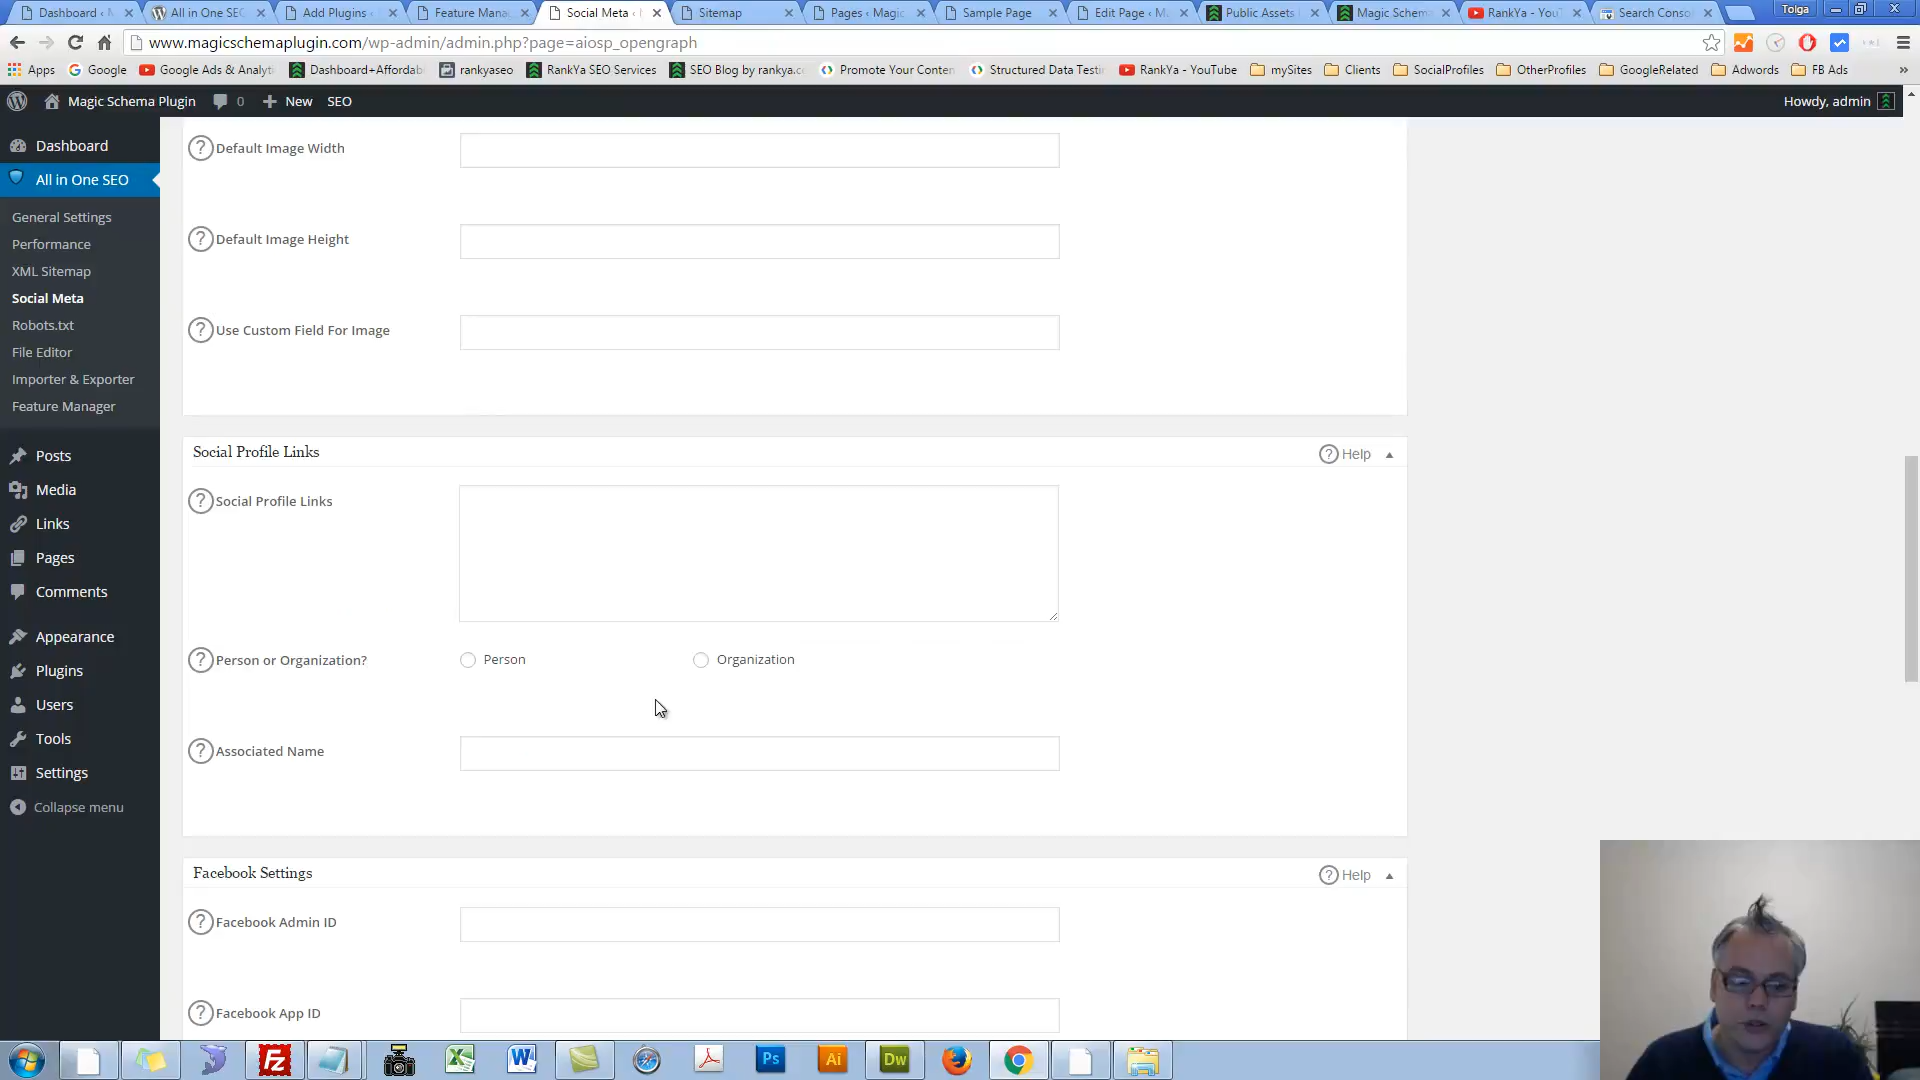 Dashboard ‹ M
All in One SEO
Add Plugins ‹
Feature Mana
Social Meta ‹
Sitemap
Pages ‹ Magic
Sample Page
Edit Page ‹ M
Public Assets
Magic Schem
RankYa - You
Search Conso
Tolga
www.magicschemaplugin.com/wp-admin/admin.php?page=aiosp_opengraph
Apps
Google
Google Ads & Analyti
Dashboard+Affordab
rankyaseo
RankYa SEO Services
SEO Blog by rankya.c
Promote Your Conten
Structured Data Testi
RankYa - YouTube
mySites
Clients
SocialProfiles
OtherProfiles
GoogleRelated
Adwords
FB Ads
»
Magic Schema Plugin
0
New
SEO
Howdy, admin
Dashboard
All in One SEO
General Settings
Performance
XML Sitemap
Social Meta
Robots.txt
File Editor
Importer & Exporter
Feature Manager
Posts
Media
Links
Pages
Comments
Appearance
Plugins
Users
Tools
Settings
Collapse menu
? Default Image Width
? Default Image Height
? Use Custom Field For Image
Social Profile Links
? Help
? Social Profile Links
? Person or Organization?
Person
Organization
? Associated Name
Facebook Settings
? Help
? Facebook Admin ID
? Facebook App ID
Fz
Ps
Ai
Dw